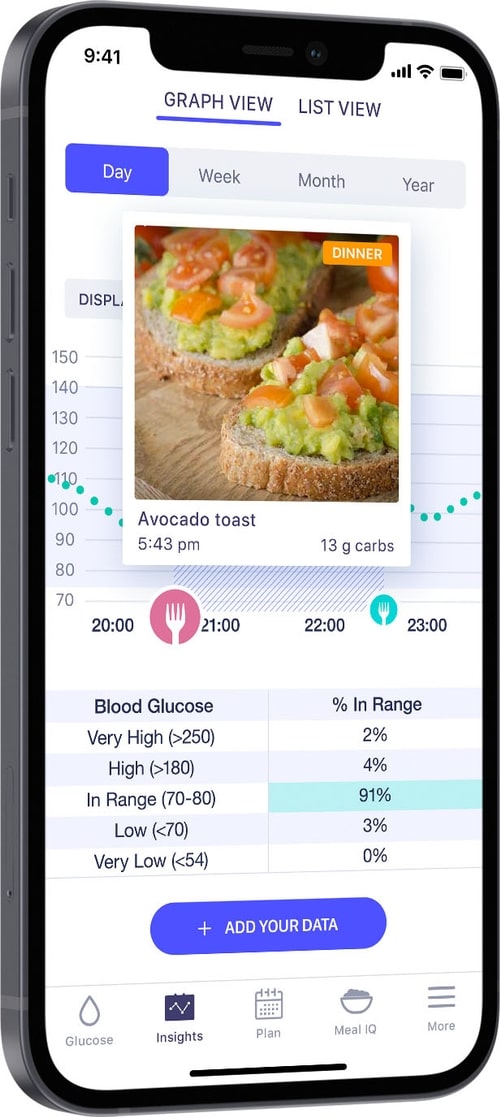 9:41
GRAPH VIEW LIST VIEW
Day Week Month Year
DINNER
DISPLA
150
140
130
120
110
100
90
80
70
Avocado toast
5:43 pm 13 g carbs
20:00 21:00 22:00 23:00
Blood Glucose % In Range
Very High (>250) 2%
High (>180) 4%
In Range (70-80) 91%
Low (<70) 3%
Very Low (<54) 0%
+ ADD YOUR DATA
Glucose Insights Plan Meal IQ More